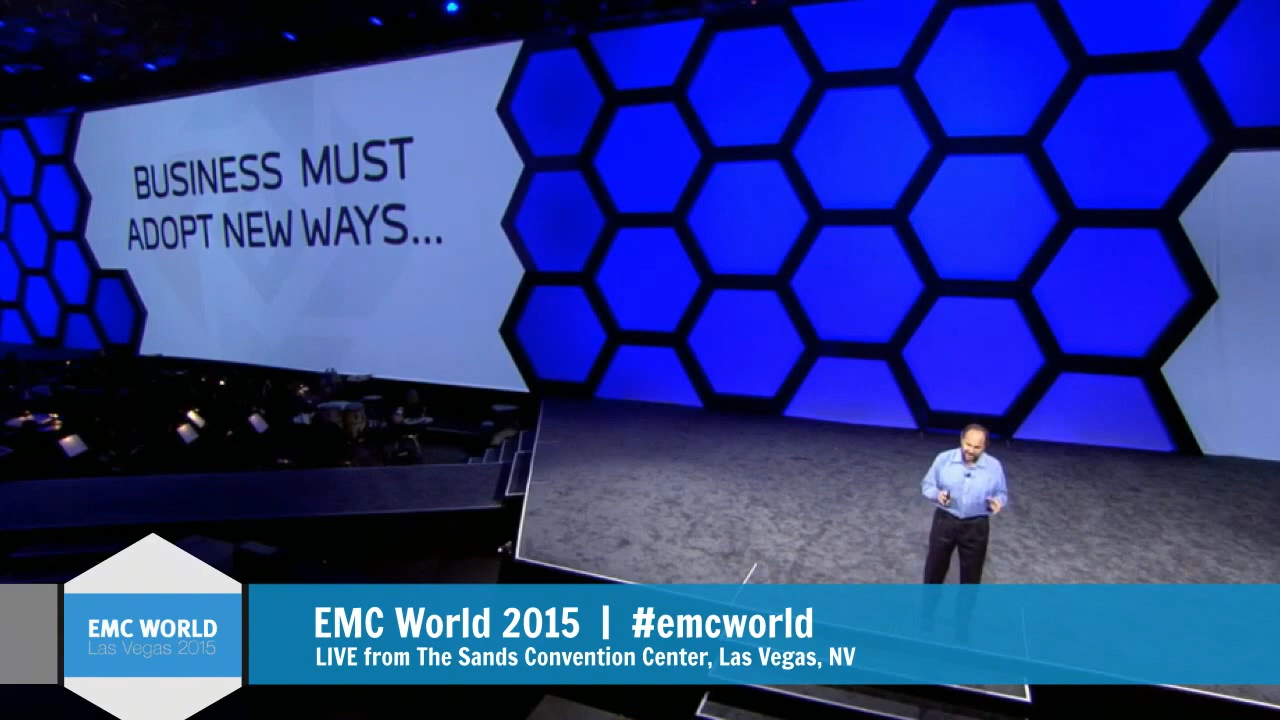 BUSINESS MUST
ADOPT NEW WAYS...
EMC WORLD
Las Vegas 2015
EMC World 2015 | #emcworld
LIVE from The Sands Convention Center, Las Vegas, NV